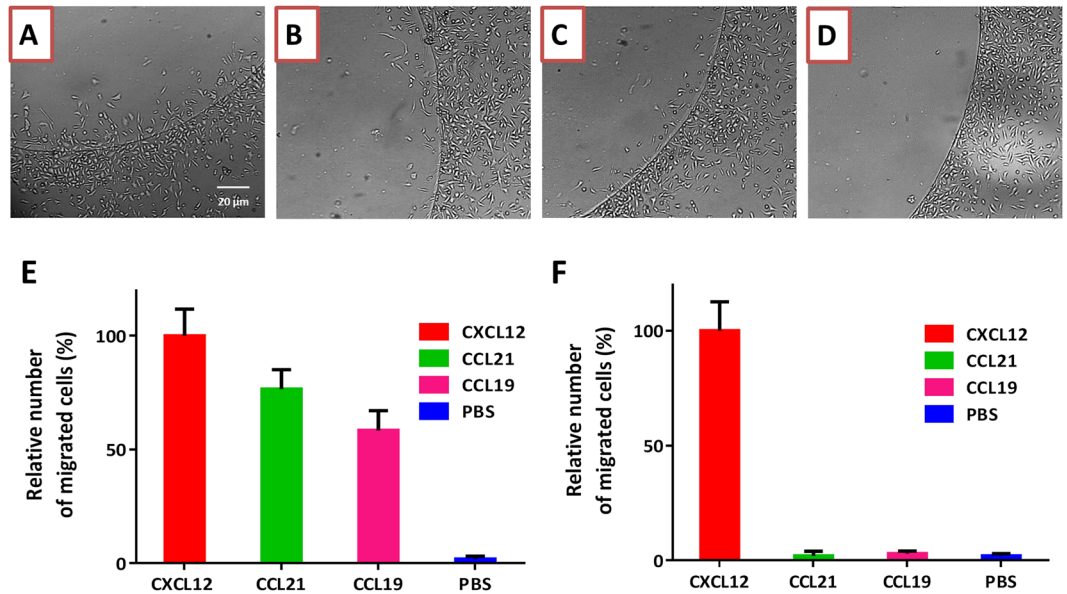 A
B
C
D
20 µm
E
Relative number
of migrated cells (%)
100
50
0
CXCL12
CCL21
CCL19
PBS
CXCL12
CCL21
CCL19
PBS
F
Relative number
of migrated cells (%)
100
50
0
CXCL12
CCL21
CCL19
PBS
CXCL12
CCL21
CCL19
PBS